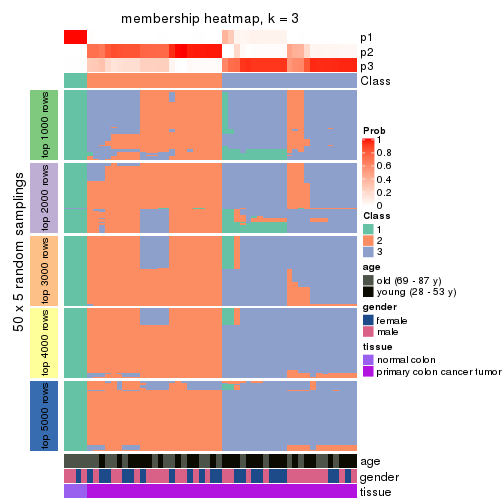 membership heatmap, k = 3
p1
p2
p3
Class
50 x 5 random samplings
top 1000 rows
top 2000 rows
top 3000 rows
top 4000 rows
top 5000 rows
age
gender
tissue
Prob
1
0.8
0.6
0.4
0.2
0
Class
1
2
3
age
old (69 - 87 y)
young (28 - 53 y)
gender
female
male
tissue
normal colon
primary colon cancer tumor